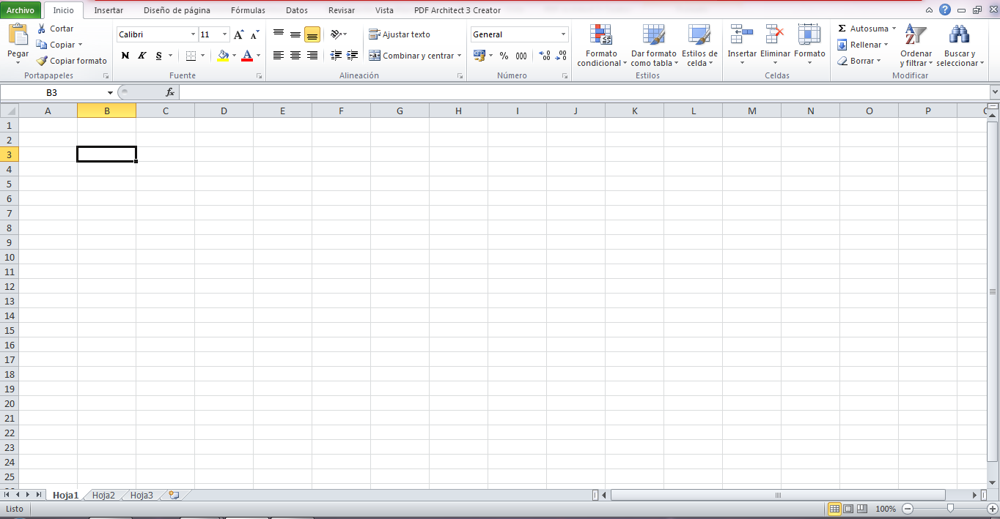 Archivo Inicio Insertar Diseño de página Fórmulas Datos Revisar Vista PDF Architect 3 Creator
Pegar
Cortar
Copiar
Copiar formato
Portapapeles
Calibri 11
N K S
Fuente
Ajustar texto
Combinar y centrar
Alineación
General
% 000
Número
Formato
condicional
Dar formato
como tabla
Estilos de
celda
Estilos
Insertar Eliminar Formato
Celdas
Σ Autosuma
Rellenar
Borrar
Ordenar
y filtrar
Buscar y
seleccionar
Modificar
B3 fx
A B C D E F G H I J K L M N O P
1
2
3
4
5
6
7
8
9
10
11
12
13
14
15
16
17
18
19
20
21
22
23
24
25
Hoja1 Hoja2 Hoja3
Listo 100%